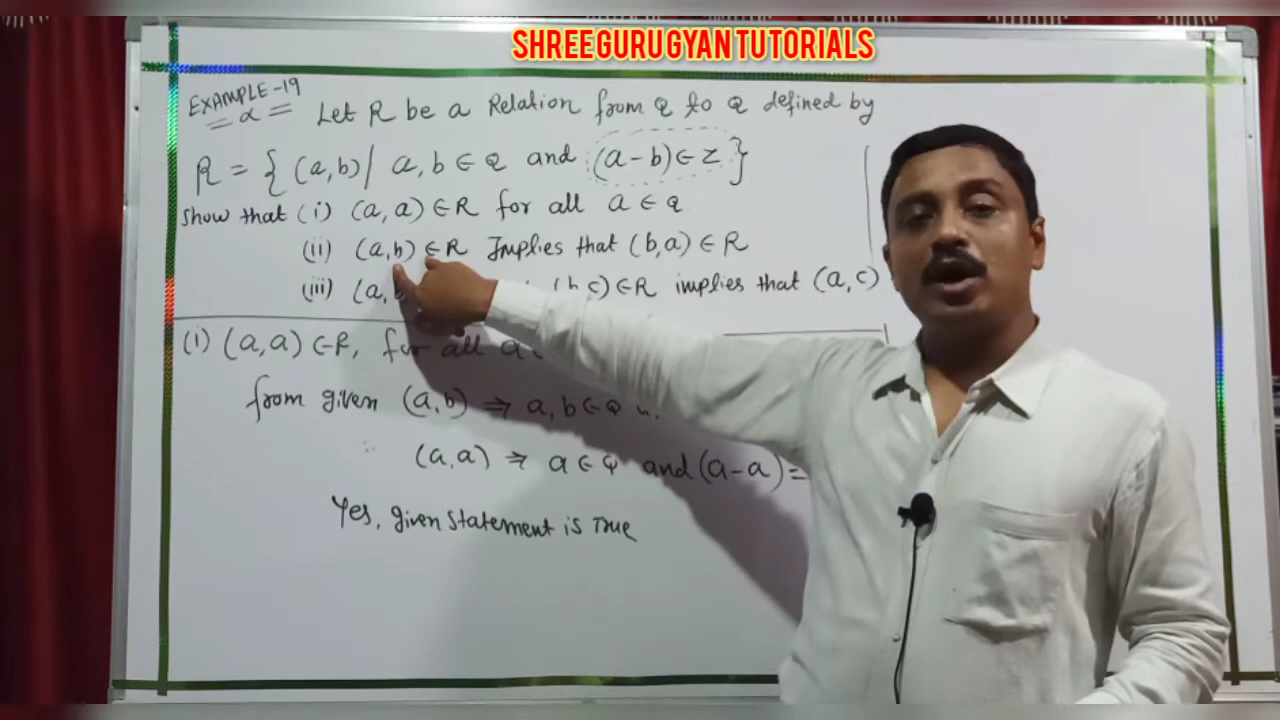 SHREE GURU GYAN TUTORIALS
EXAMPLE-19
Let R be a Relation from Q to Q defined by
R = { (a,b) / a, b ∈ Q and (a-b) ∈ Z }
Show that (i) (a, a) ∈ R for all a ∈ Q
(ii) (a,b) ∈ R Implies that (b,a) ∈ R
(iii) (a,b c) ∈ R implies that (a, c)
(1) (a, a) ∈ R, for all a
from given (a,b) ⇒ a, b ∈ Q
(a, a) ⇒ a ∈ Q and (a-a) =
Yes, given statement is True